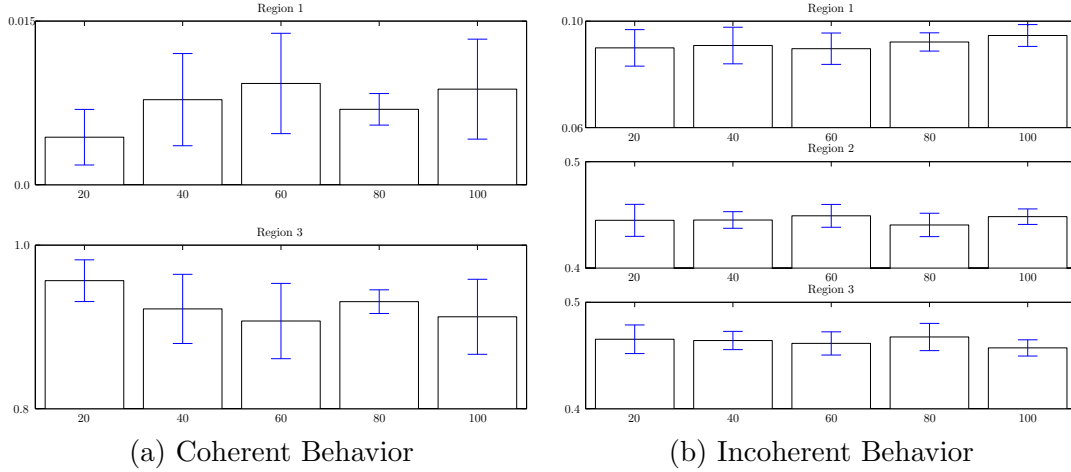 Region 1
0.015
0.0
20 40 60 80 100
Region 3
1.0
0.8
20 40 60 80 100
(a) Coherent Behavior
Region 1
0.10
0.06
20 40 60 80 100
Region 2
0.5
0.4
20 40 60 80 100
Region 3
0.5
0.4
20 40 60 80 100
(b) Incoherent Behavior